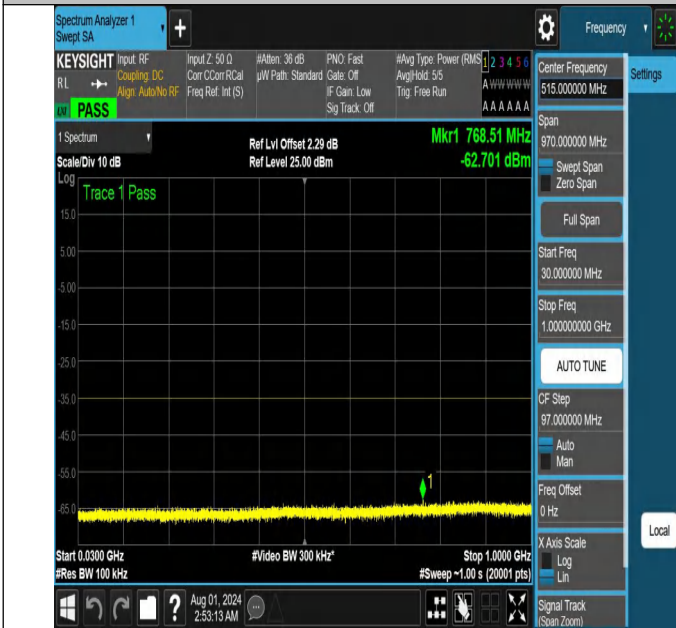 Spectrum Analyzer 1
Swept SA
+
Frequency
KEYSIGHT
RL
PASS
Input: RF
Coupling: DC
Align: Auto/No RF
Input Z: 50 Ω
Corr CCorr RCal
Freq Ref: Int (S)
#Atten: 36 dB
µW Path: Standard
PNO: Fast
Gate: Off
IF Gain: Low
Sig Track: Off
#Avg Type: Power (RMS
Avg|Hold: 5/5
Trig: Free Run
1 2 3 4 5 6
A W W W W W
A A A A A A
1 Spectrum
Scale/Div 10 dB
Log
Ref Lvl Offset 2.29 dB
Ref Level 25.00 dBm
Mkr1 768.51 MHz
-62.701 dBm
Trace 1 Pass
15.0
5.00
-5.00
-15.0
-25.0
-35.0
-45.0
-55.0
-65.0
1
Start 0.0300 GHz
#Res BW 100 kHz
#Video BW 300 kHz*
Stop 1.0000 GHz
#Sweep ~1.00 s (20001 pts)
Center Frequency
515.000000 MHz
Settings
Span
970.000000 MHz
Swept Span
Zero Span
Full Span
Start Freq
30.000000 MHz
Stop Freq
1.000000000 GHz
AUTO TUNE
CF Step
97.000000 MHz
Auto
Man
Freq Offset
0 Hz
X Axis Scale
Log
Lin
Local
Signal Track
(Span Zoom)
?
Aug 01, 2024
2:53:13 AM